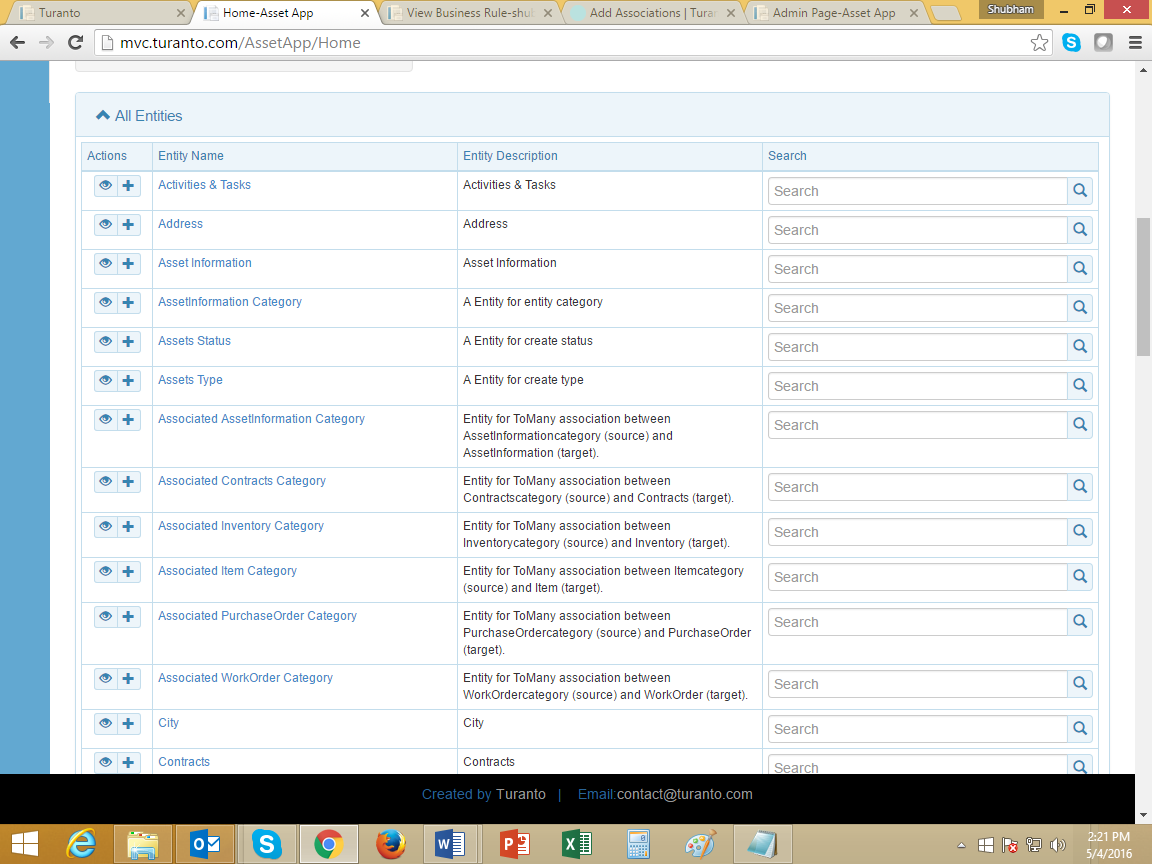 Turanto
Home-Asset App
View Business Rule-shub
Add Associations | Turan
Admin Page-Asset App
Shubham
mvc.turanto.com/AssetApp/Home
All Entities
Actions Entity Name Entity Description Search
Activities & Tasks Activities & Tasks Search
Address Address Search
Asset Information Asset Information Search
AssetInformation Category A Entity for entity category Search
Assets Status A Entity for create status Search
Assets Type A Entity for create type Search
Associated AssetInformation Category Entity for ToMany association between Search
AssetInformationcategory (source) and
AssetInformation (target).
Associated Contracts Category Entity for ToMany association between Search
Contractscategory (source) and Contracts (target).
Associated Inventory Category Entity for ToMany association between Search
Inventorycategory (source) and Inventory (target).
Associated Item Category Entity for ToMany association between Itemcategory Search
(source) and Item (target).
Associated PurchaseOrder Category Entity for ToMany association between Search
PurchaseOrdercategory (source) and PurchaseOrder
(target).
Associated WorkOrder Category Entity for ToMany association between Search
WorkOrdercategory (source) and WorkOrder (target).
City City Search
Contracts Contracts Search
Created by Turanto | Email:contact@turanto.com
2:21 PM
5/4/2016